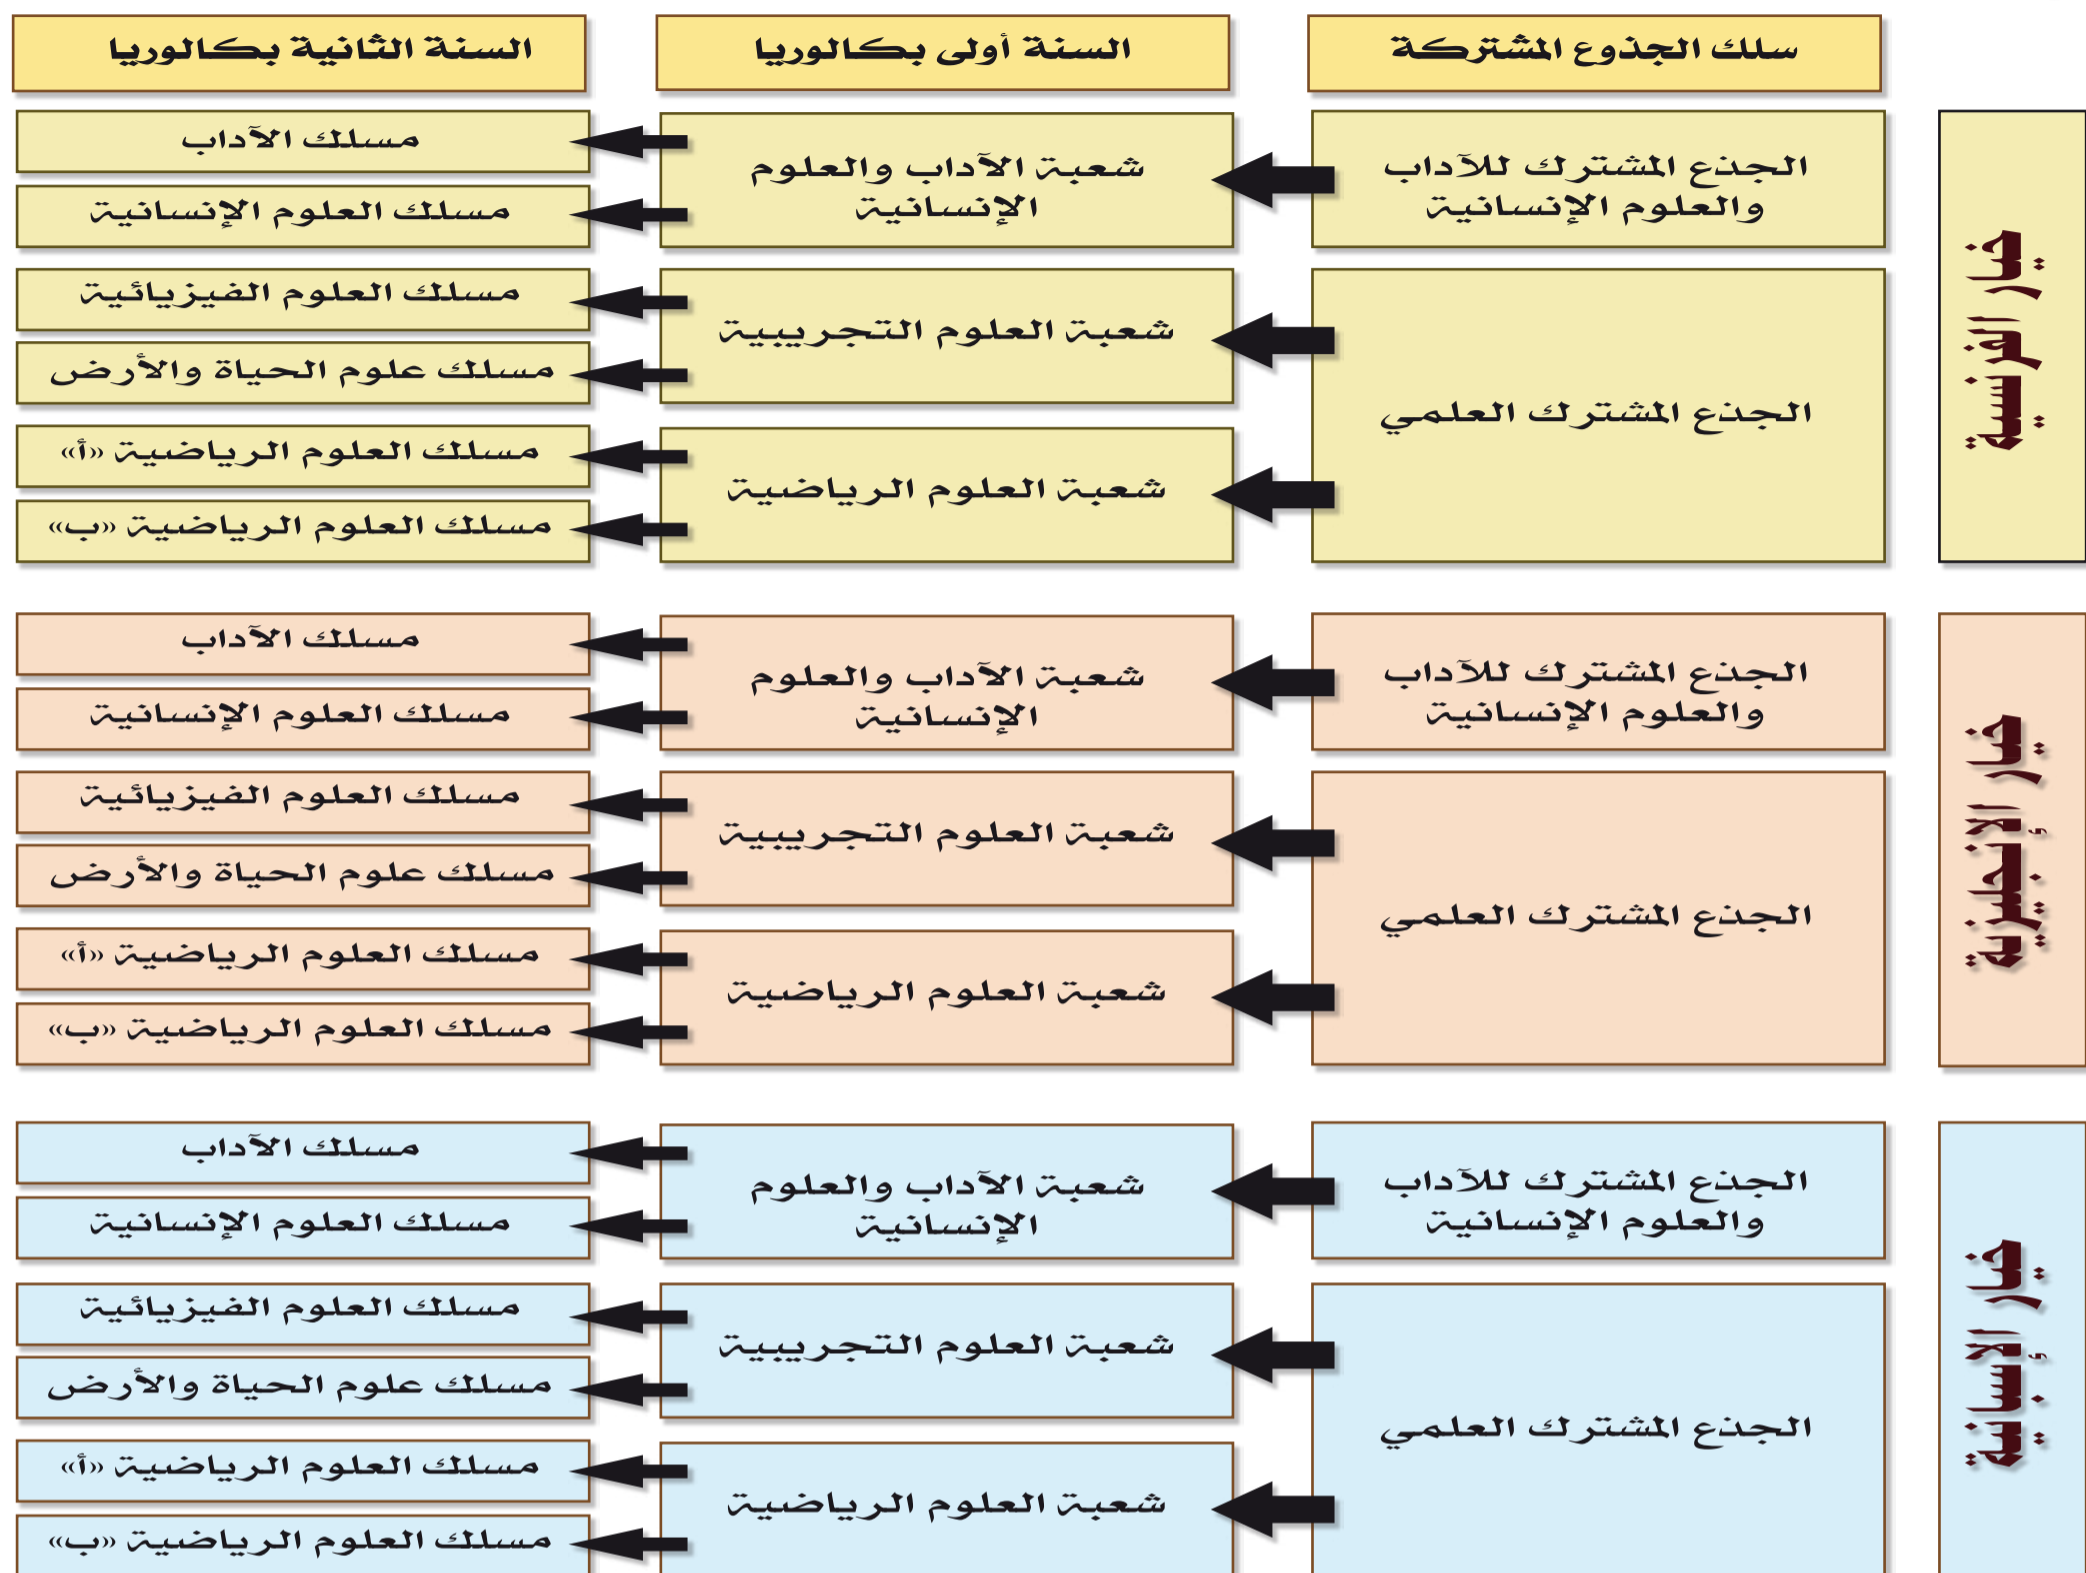 سلك الجذوع المشتركة
السنة أولى بكالوريا
السنة الثانية بكالوريا
خيار الفرنسية
الجذع المشترك للآداب
والعلوم الإنسانية
شعبة الآداب والعلوم
الإنسانية
مسلك الآداب
مسلك العلوم الإنسانية
الجذع المشترك العلمي
شعبة العلوم التجريبية
مسلك العلوم الفيزيائية
مسلك علوم الحياة والأرض
شعبة العلوم الرياضية
مسلك العلوم الرياضية «أ»
مسلك العلوم الرياضية «ب»
خيار الأنجليزية
الجذع المشترك للآداب
والعلوم الإنسانية
شعبة الآداب والعلوم
الإنسانية
مسلك الآداب
مسلك العلوم الإنسانية
الجذع المشترك العلمي
شعبة العلوم التجريبية
مسلك العلوم الفيزيائية
مسلك علوم الحياة والأرض
شعبة العلوم الرياضية
مسلك العلوم الرياضية «أ»
مسلك العلوم الرياضية «ب»
خيار الأسبانية
الجذع المشترك للآداب
والعلوم الإنسانية
شعبة الآداب والعلوم
الإنسانية
مسلك الآداب
مسلك العلوم الإنسانية
الجذع المشترك العلمي
شعبة العلوم التجريبية
مسلك العلوم الفيزيائية
مسلك علوم الحياة والأرض
شعبة العلوم الرياضية
مسلك العلوم الرياضية «أ»
مسلك العلوم الرياضية «ب»